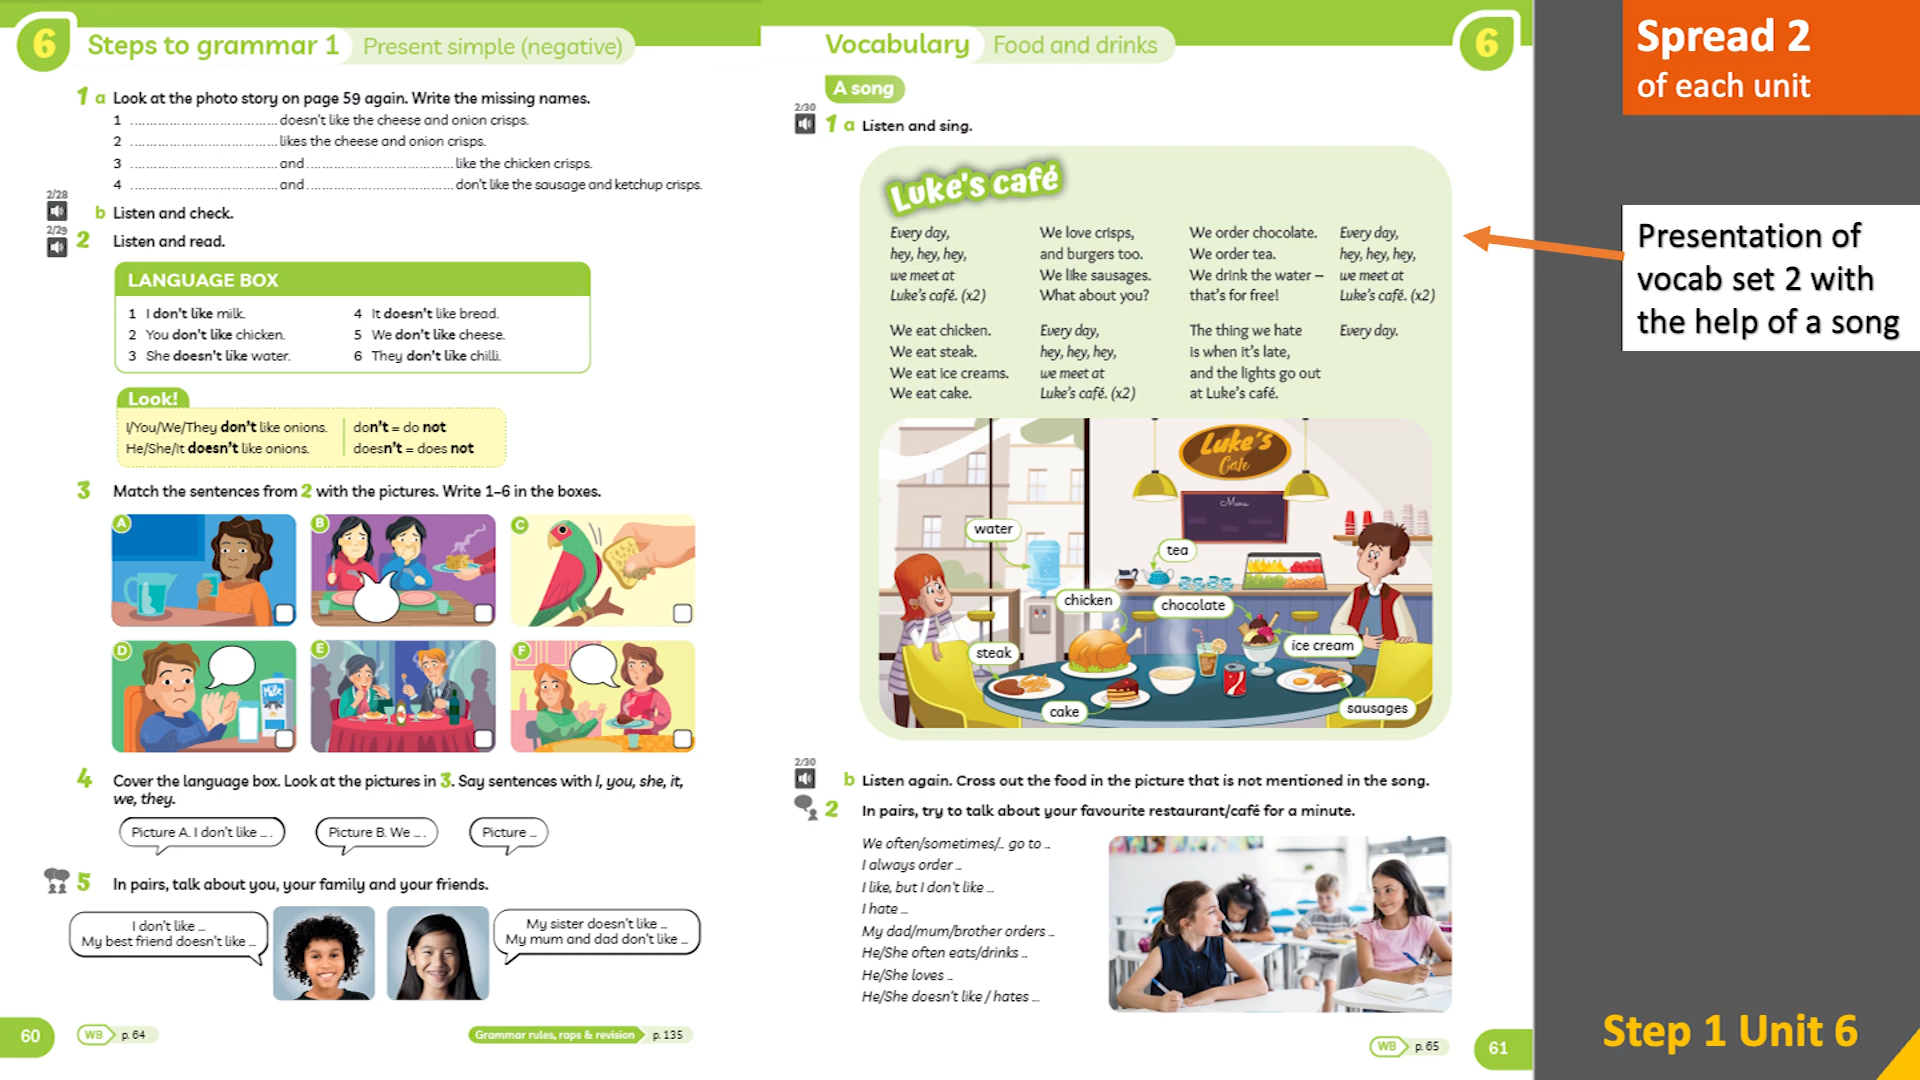 6
Steps to grammar 1
Present simple (negative)
1 a Look at the photo story on page 59 again. Write the missing names.
1 ........................................ doesn't like the cheese and onion crisps.
2 ........................................ likes the cheese and onion crisps.
3 ........................................ and ........................................ like the chicken crisps.
4 ........................................ and ........................................ don't like the sausage and ketchup crisps.
2/28
b Listen and check.
2/29
2 Listen and read.
LANGUAGE BOX
1 I don't like milk.
2 You don't like chicken.
3 She doesn't like water.
4 It doesn't like bread.
5 We don't like cheese.
6 They don't like chilli.
Look!
I/You/We/They don't like onions.
He/She/It doesn't like onions.
don't = do not
doesn't = does not
3 Match the sentences from 2 with the pictures. Write 1–6 in the boxes.
A
B
C
D
Milk
E
F
4 Cover the language box. Look at the pictures in 3. Say sentences with I, you, she, it,
we, they.
Picture A. I don't like ... .
Picture B. We ... .
Picture ...
5 In pairs, talk about you, your family and your friends.
I don't like ...
My best friend doesn't like ...
My sister doesn't like ...
My mum and dad don't like ...
60
WB p. 64
Grammar rules, raps & revision p. 135
Vocabulary
Food and drinks
6
A song
2/30
1 a Listen and sing.
Luke's café
Every day,
hey, hey, hey,
we meet at
Luke's café. (x2)
We eat chicken.
We eat steak.
We eat ice creams.
We eat cake.
We love crisps,
and burgers too.
We like sausages.
What about you?
Every day,
hey, hey, hey,
we meet at
Luke's café. (x2)
We order chocolate.
We order tea.
We drink the water –
that's for free!
The thing we hate
is when it's late,
and the lights go out
at Luke's café.
Every day,
hey, hey, hey,
we meet at
Luke's café. (x2)
Every day.
Luke's
Cafe
Menu
water
tea
chicken
chocolate
steak
ice cream
cake
sausages
2/30
b Listen again. Cross out the food in the picture that is not mentioned in the song.
2 In pairs, try to talk about your favourite restaurant/café for a minute.
We often/sometimes/... go to ...
I always order ...
I like, but I don't like ...
I hate ...
My dad/mum/brother orders ...
He/She often eats/drinks ...
He/She loves ...
He/She doesn't like / hates ...
WB p. 65
61
Spread 2
of each unit
Presentation of
vocab set 2 with
the help of a song
Step 1 Unit 6